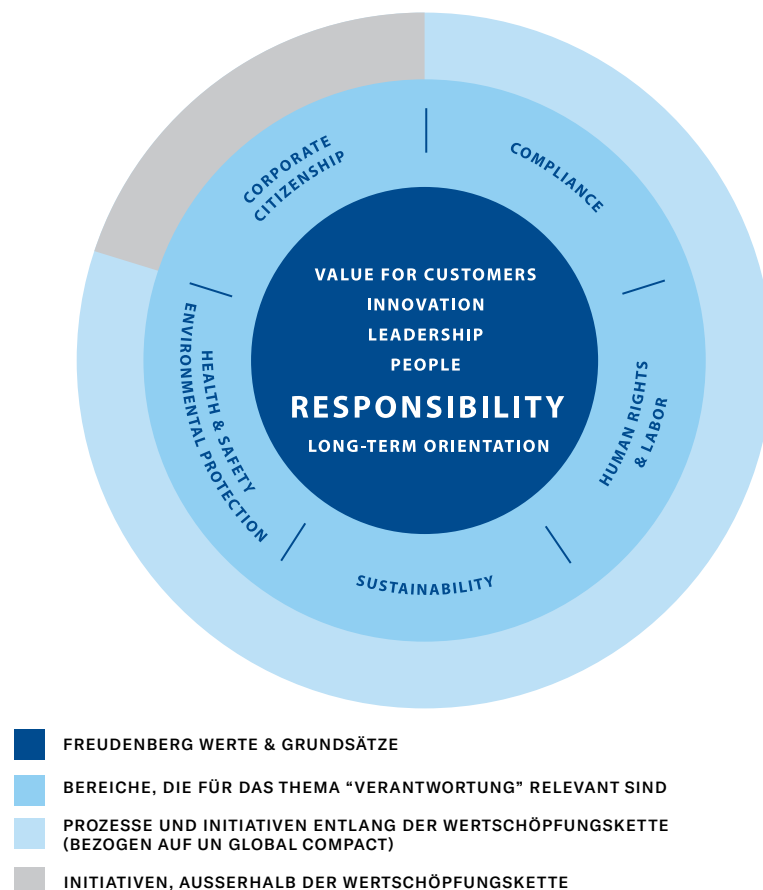 CORPORATE
CITIZENSHIP
COMPLIANCE
VALUE FOR CUSTOMERS
INNOVATION
LEADERSHIP
PEOPLE
RESPONSIBILITY
LONG-TERM ORIENTATION
HEALTH & SAFETY
ENVIRONMENTAL PROTECTION
HUMAN RIGHTS
& LABOR
SUSTAINABILITY
FREUDENBERG WERTE & GRUNDSÄTZE
BEREICHE, DIE FÜR DAS THEMA “VERANTWORTUNG” RELEVANT SIND
PROZESSE UND INITIATIVEN ENTLANG DER WERTSCHÖPFUNGSKETTE
(BEZOGEN AUF UN GLOBAL COMPACT)
INITIATIVEN, AUSSERHALB DER WERTSCHÖPFUNGSKETTE